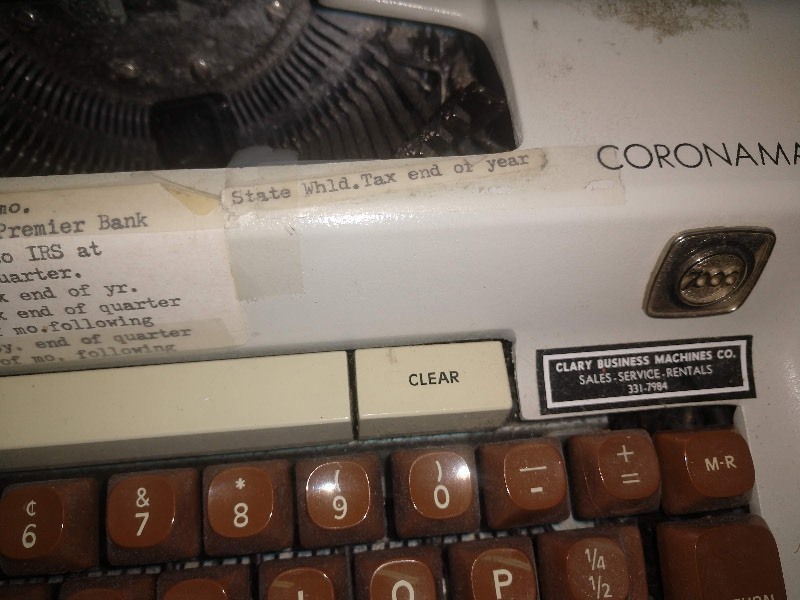 State Whld.Tax end of year
CORONAMA
mo.
Premier Bank
o IRS at
uarter.
x end of yr.
x end of quarter
f mo.following
y. end of quarter
of mo. following
7000
CLEAR
CLARY BUSINESS MACHINES CO.
SALES-SERVICE-RENTALS
331-7984
¢ & * ( ) — + M-R
6 7 8 9 0 - =
I O P ¼ ½
URN